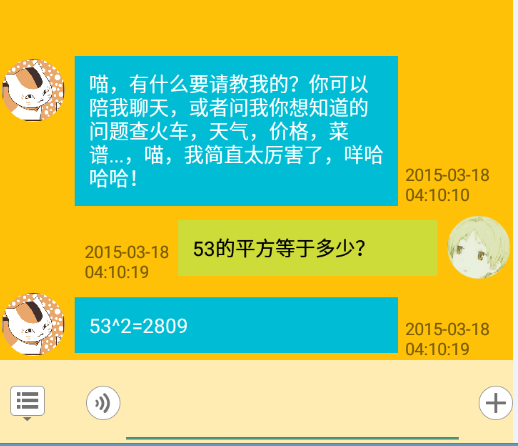 喵，有什么要请教我的？你可以
陪我聊天，或者问我你想知道的
问题查火车，天气，价格，菜
谱...，喵，我简直太厉害了，咩哈
哈哈！
2015-03-18
04:10:10
53的平方等于多少？
2015-03-18
04:10:19
53^2=2809
2015-03-18
04:10:19